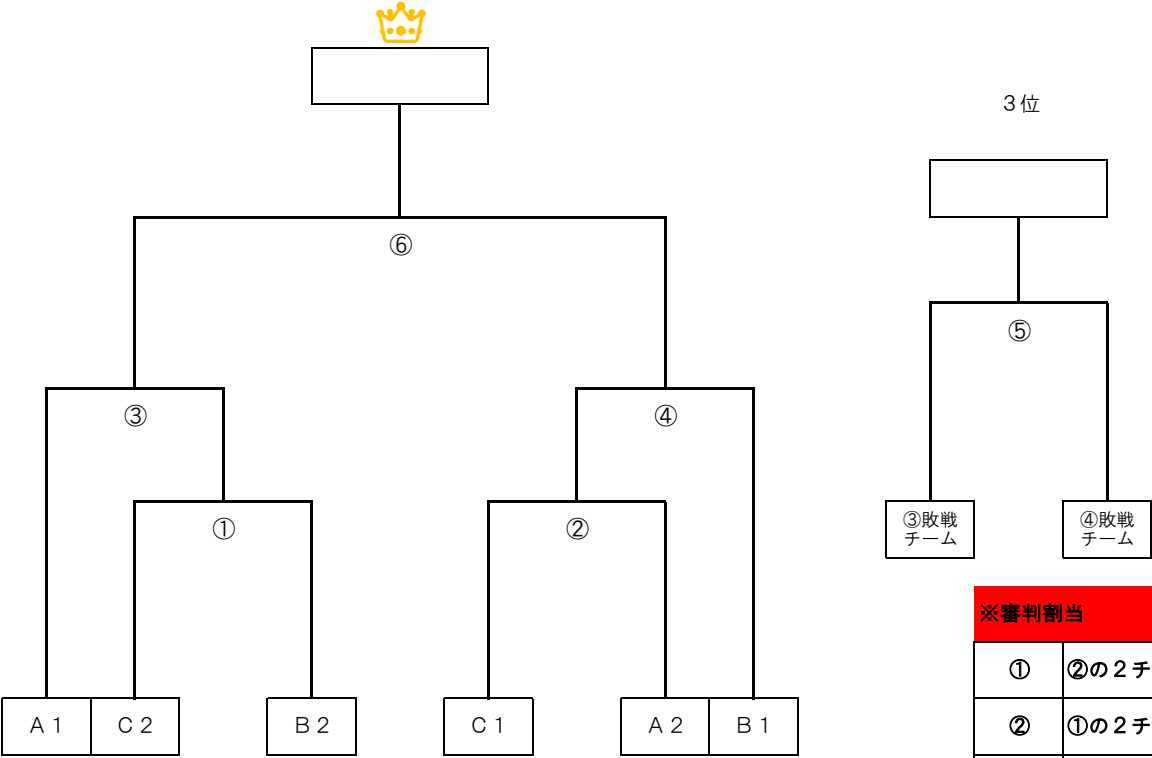 ３位
⑥
⑤
③
④
①
②
③敗戦
チーム
④敗戦
チーム
※審判割当
① ②の２チ
② ①の２チ
Ａ１ Ｃ２ Ｂ２ Ｃ１ Ａ２ Ｂ１